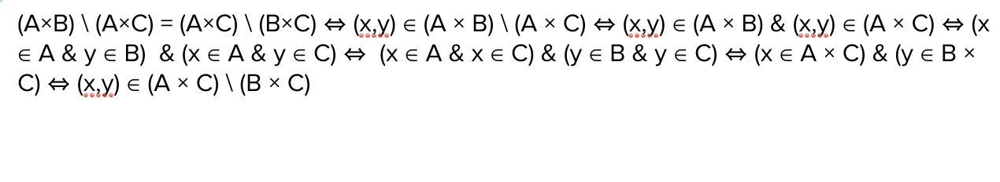 (A×B) \ (A×C) = (A×C) \ (B×C) ⇔ (x,y) ∈ (A × B) \ (A × C) ⇔ (x,y) ∈ (A × B) & (x,y) ∈ (A × C) ⇔ (x
∈ A & y ∈ B)  & (x ∈ A & y ∈ C) ⇔  (x ∈ A & x ∈ C) & (y ∈ B & y ∈ C) ⇔ (x ∈ A × C) & (y ∈ B ×
C) ⇔ (x,y) ∈ (A × C) \ (B × C)